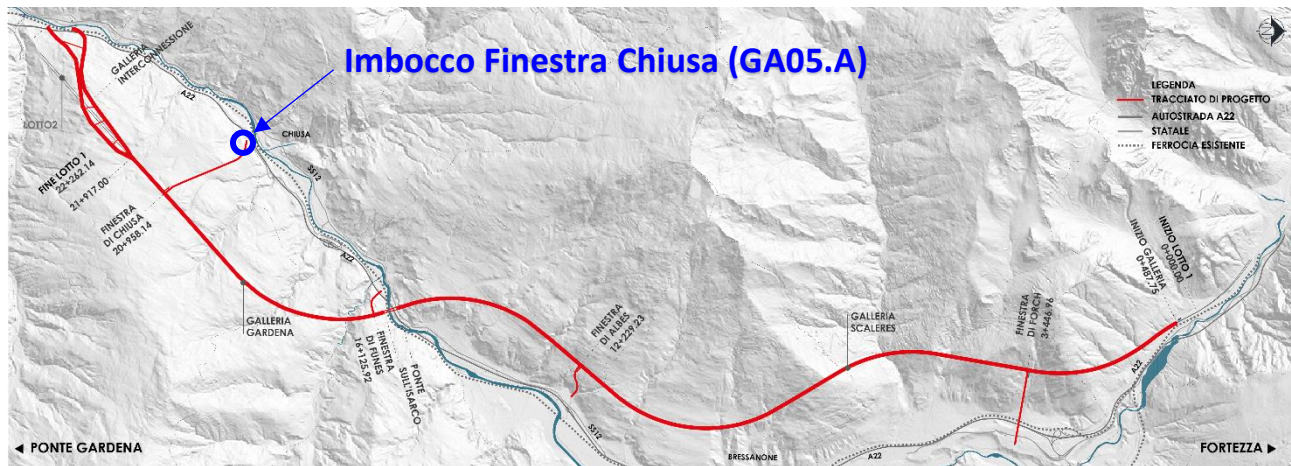 Imbocco Finestra Chiusa (GA05.A)
GALLERIA
INTERCONNESSIONE
A22
CHIUSA
LOTTO2
SS12
FINE LOTTO 1
22+262.14
21+917.00
FINESTRA
DI CHIUSA
20+958.14
A22
GALLERIA
GARDENA
FINESTRA
DI FUNES
16+125.92
PONTE
SULL'ISARCO
FINESTRA
DI ALBES
12+229.23
SS12
BRESSANONE
GALLERIA
SCALERES
A22
FINESTRA
DI FORCH
3+446.96
A22
INIZIO LOTTO 1
0+000.00
INIZIO GALLERIA
0+487.75
LEGENDA
TRACCIATO DI PROGETTO
AUTOSTRADA A22
STATALE
FERROCIA ESISTENTE
◄ PONTE GARDENA
FORTEZZA ►